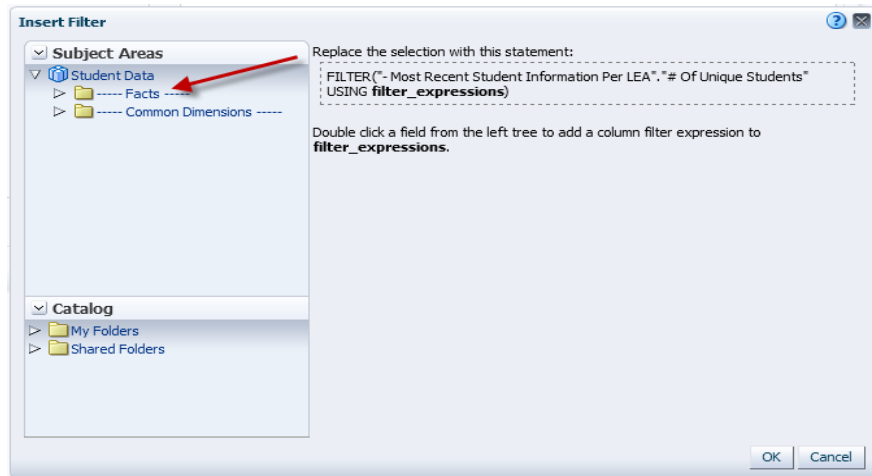 Insert Filter
Subject Areas
Student Data
----- Facts -----
----- Common Dimensions -----
Catalog
My Folders
Shared Folders
Replace the selection with this statement:
FILTER("- Most Recent Student Information Per LEA"."# Of Unique Students"
USING filter_expressions)
Double click a field from the left tree to add a column filter expression to
filter_expressions.
OK
Cancel